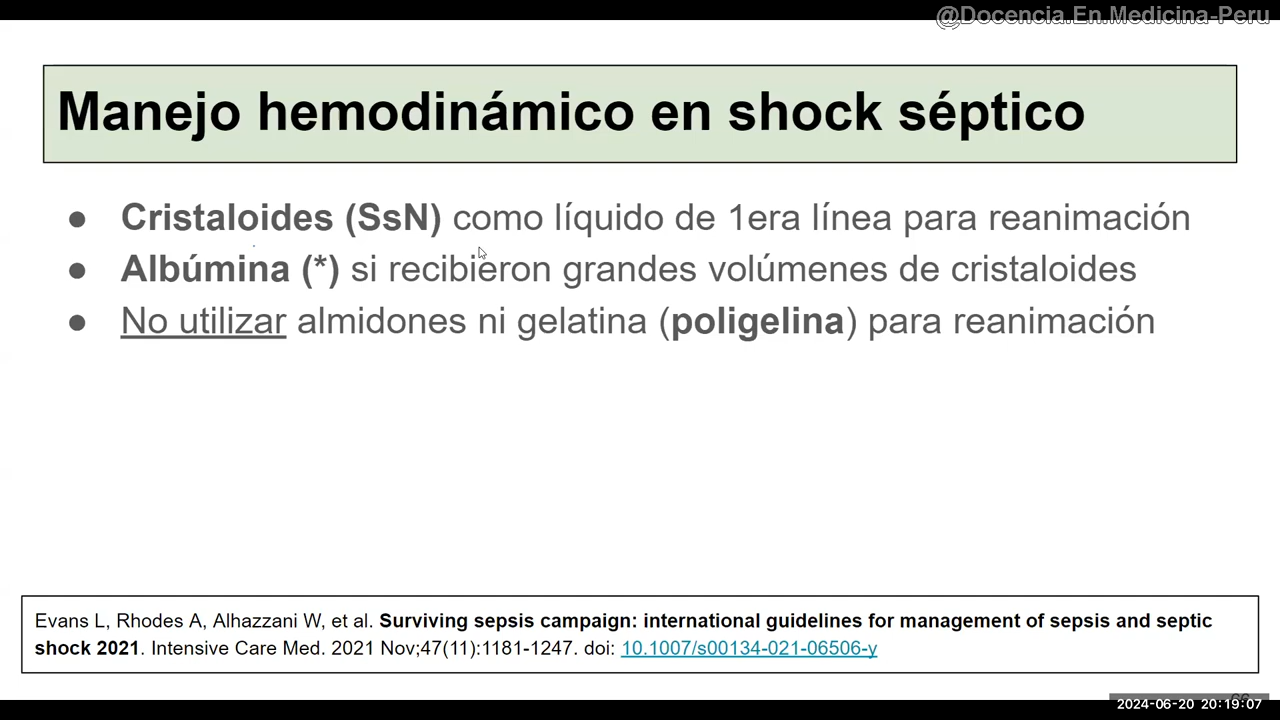 @Docencia.En.Medicina-Peru
Manejo hemodinámico en shock séptico
● Cristaloides (SsN) como líquido de 1era línea para reanimación
● Albúmina (*) si recibieron grandes volúmenes de cristaloides
● No utilizar almidones ni gelatina (poligelina) para reanimación
Evans L, Rhodes A, Alhazzani W, et al. Surviving sepsis campaign: international guidelines for management of sepsis and septic
shock 2021. Intensive Care Med. 2021 Nov;47(11):1181-1247. doi: 10.1007/s00134-021-06506-y
2024-06-20 20:19:07